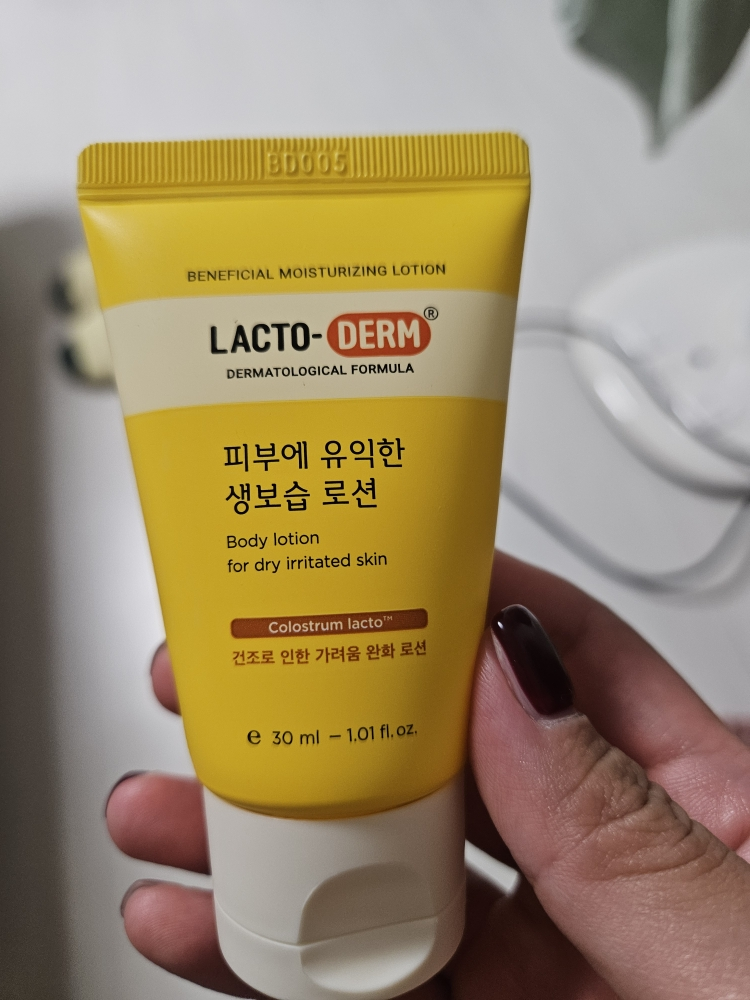 BD005
BENEFICIAL MOISTURIZING LOTION
LACTO-DERM®
DERMATOLOGICAL FORMULA
피부에 유익한
생보습 로션
Body lotion
for dry irritated skin
Colostrum lacto™
건조로 인한 가려움 완화 로션
℮ 30 ml – 1.01 fl.oz.